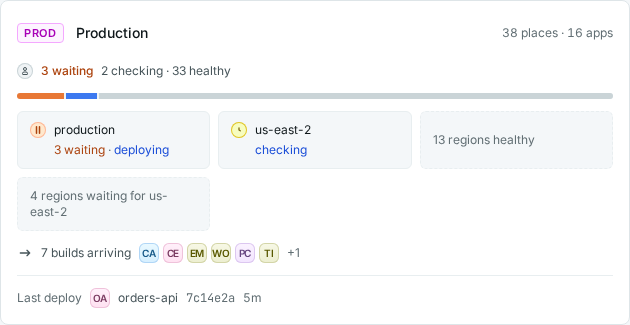 PROD Production 38 places · 16 apps
3 waiting 2 checking · 33 healthy
production
3 waiting · deploying
us-east-2
checking
13 regions healthy
4 regions waiting for us-
east-2
→ 7 builds arriving CA CE EM WO PC TI +1
Last deploy OA orders-api 7c14e2a 5m